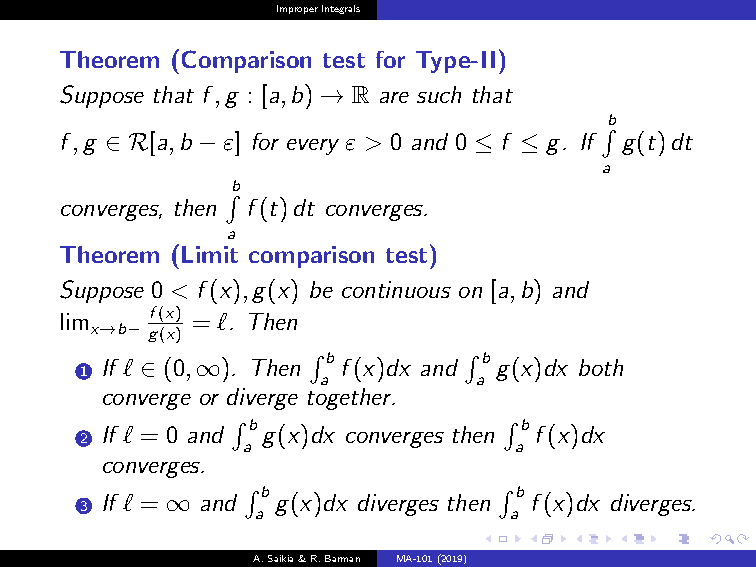 Improper Integrals
Theorem (Comparison test for Type-II)
Suppose that f, g : [a, b) → ℝ are such that
f, g ∈ ℛ[a, b − ε] for every ε > 0 and 0 ≤ f ≤ g. If ∫_a^b g(t) dt
converges, then ∫_a^b f(t) dt converges.
Theorem (Limit comparison test)
Suppose 0 < f(x), g(x) be continuous on [a, b) and
lim_{x→b−} f(x)/g(x) = ℓ. Then
1 If ℓ ∈ (0, ∞). Then ∫_a^b f(x)dx and ∫_a^b g(x)dx both
converge or diverge together.
2 If ℓ = 0 and ∫_a^b g(x)dx converges then ∫_a^b f(x)dx
converges.
3 If ℓ = ∞ and ∫_a^b g(x)dx diverges then ∫_a^b f(x)dx diverges.
A. Saikia & R. Barman MA-101 (2019)